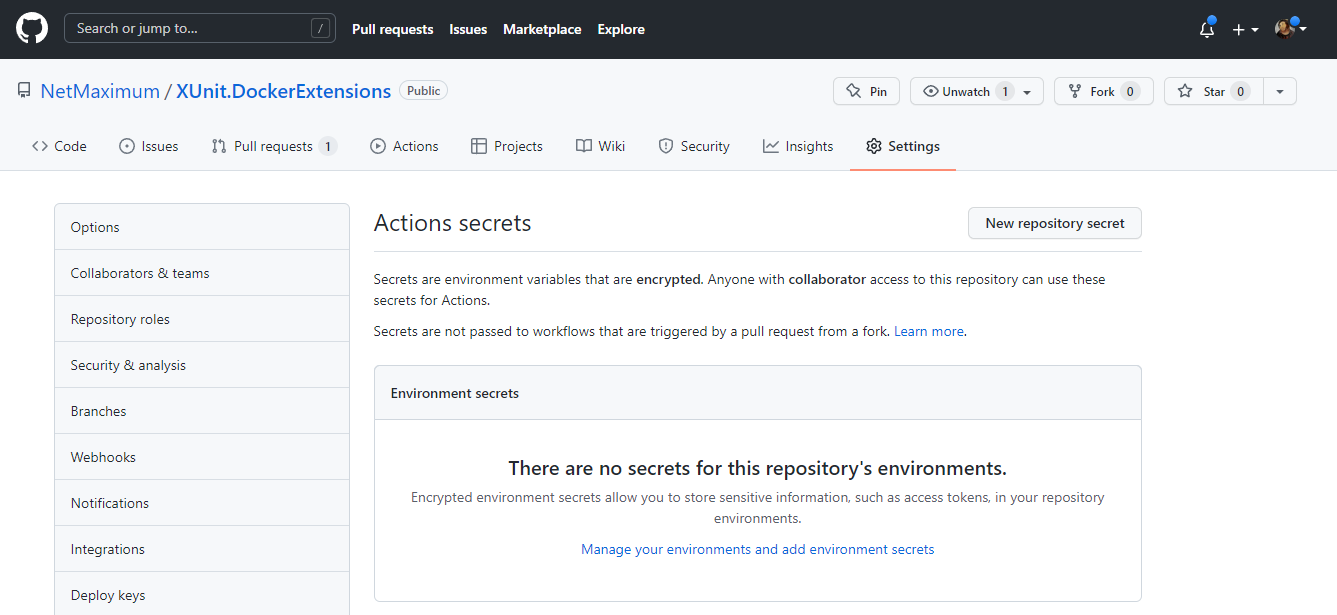 Search or jump to... /
Pull requests Issues Marketplace Explore
NetMaximum / XUnit.DockerExtensions Public
Pin Unwatch 1 Fork 0 Star 0
Code Issues Pull requests 1 Actions Projects Wiki Security Insights Settings
Options
Collaborators & teams
Repository roles
Security & analysis
Branches
Webhooks
Notifications
Integrations
Deploy keys
Actions secrets
New repository secret
Secrets are environment variables that are encrypted. Anyone with collaborator access to this repository can use these
secrets for Actions.
Secrets are not passed to workflows that are triggered by a pull request from a fork. Learn more.
Environment secrets
There are no secrets for this repository's environments.
Encrypted environment secrets allow you to store sensitive information, such as access tokens, in your repository
environments.
Manage your environments and add environment secrets